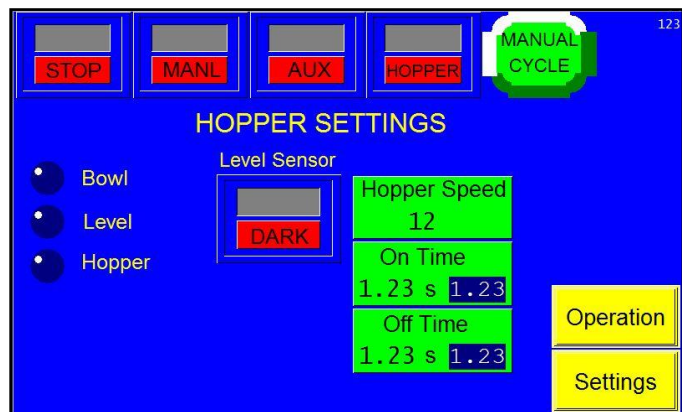 123
STOP
MANL
AUX
HOPPER
MANUAL
CYCLE
HOPPER SETTINGS
Level Sensor
DARK
Bowl
Level
Hopper
Hopper Speed
12
On Time
1.23 s 1.23
Off Time
1.23 s 1.23
Operation
Settings